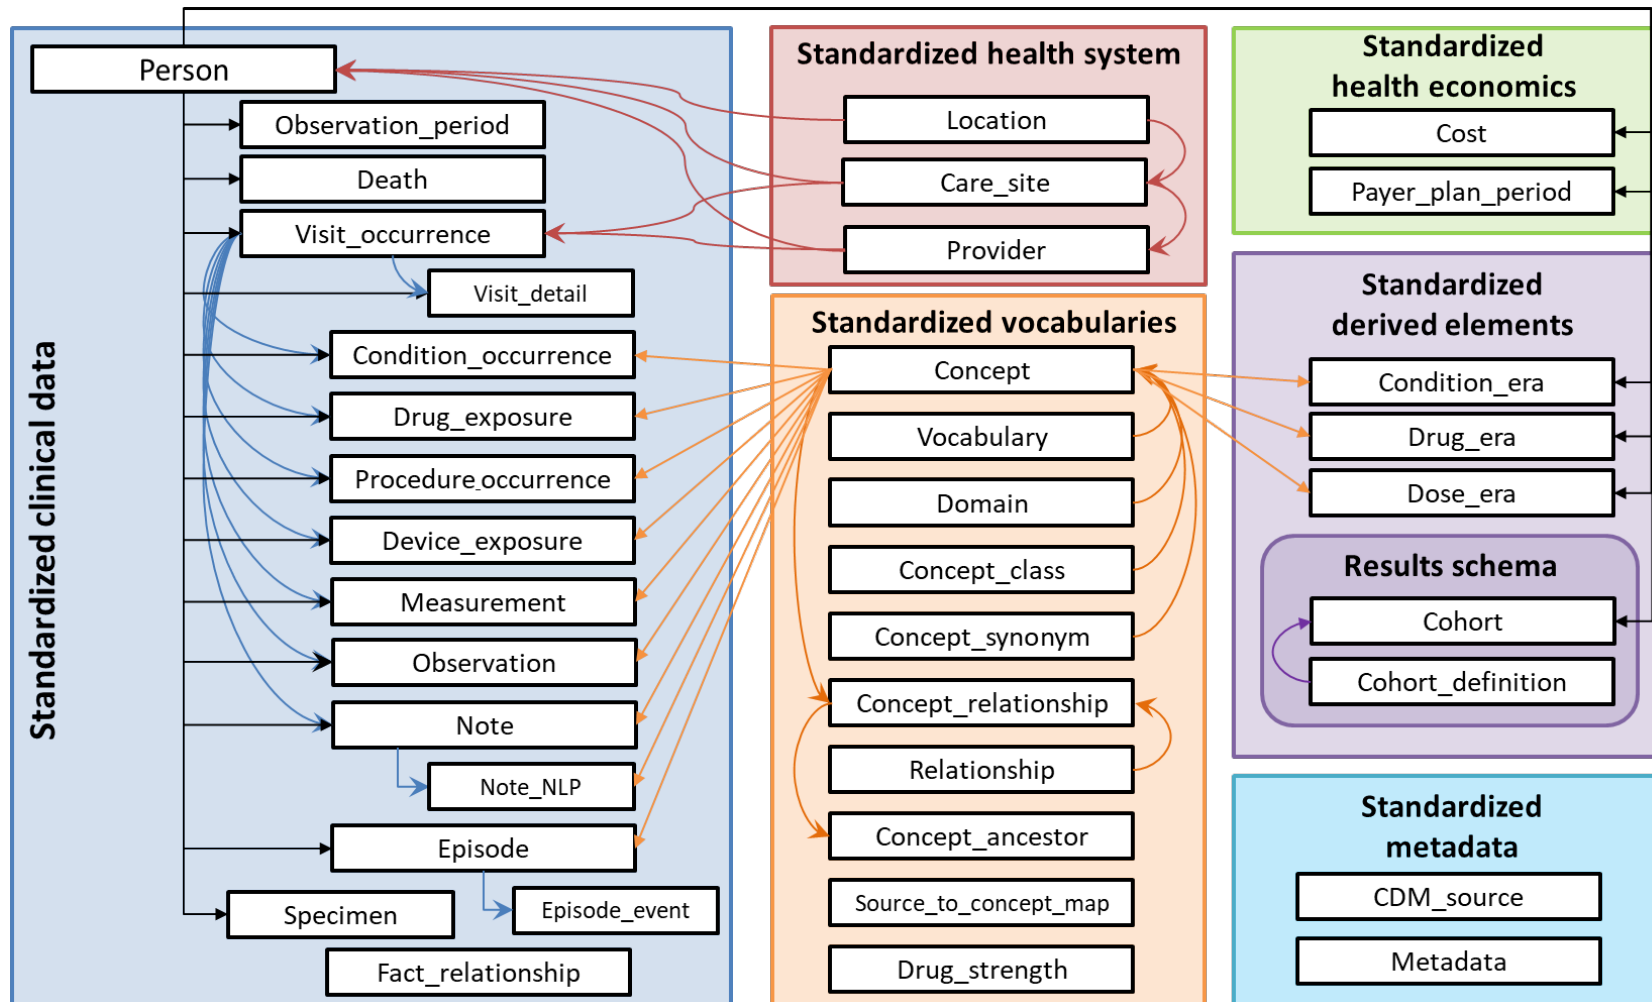 Standardized clinical data
Person
Observation_period
Death
Visit_occurrence
Visit_detail
Condition_occurrence
Drug_exposure
Procedure_occurrence
Device_exposure
Measurement
Observation
Note
Note_NLP
Episode
Episode_event
Specimen
Fact_relationship
Standardized health system
Location
Care_site
Provider
Standardized vocabularies
Concept
Vocabulary
Domain
Concept_class
Concept_synonym
Concept_relationship
Relationship
Concept_ancestor
Source_to_concept_map
Drug_strength
Standardized
health economics
Cost
Payer_plan_period
Standardized
derived elements
Condition_era
Drug_era
Dose_era
Results schema
Cohort
Cohort_definition
Standardized
metadata
CDM_source
Metadata